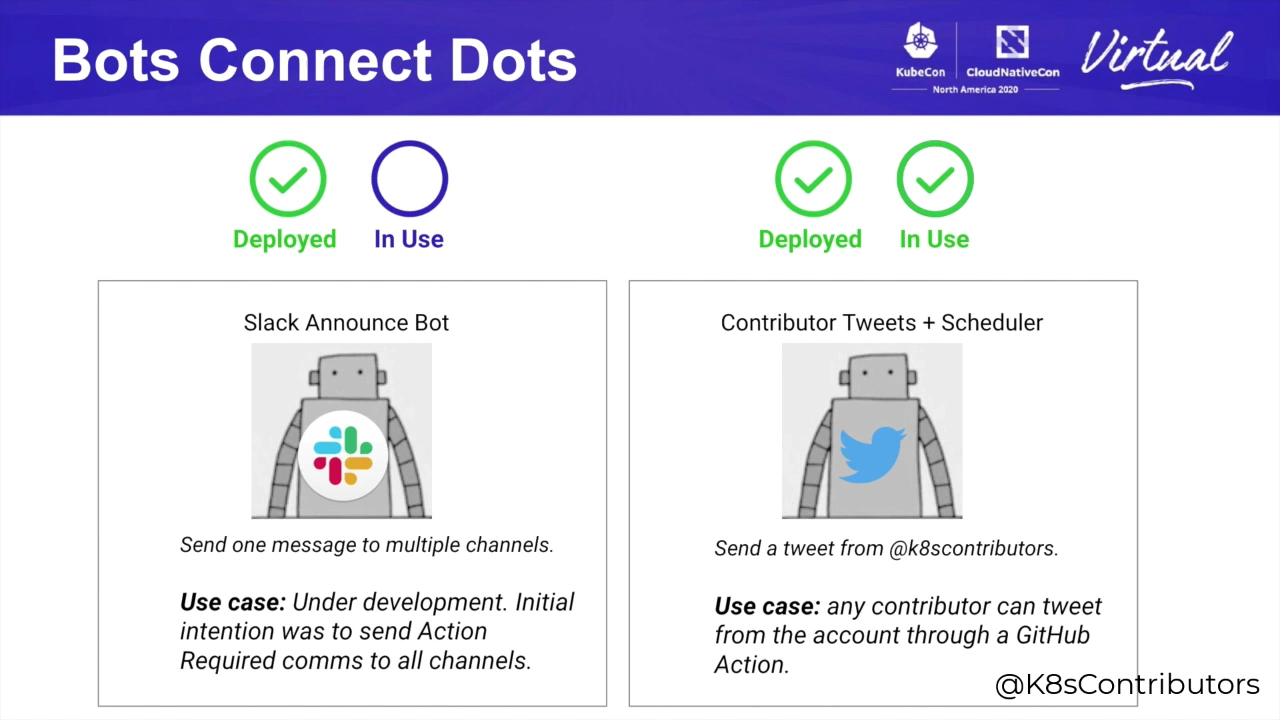 Bots Connect Dots
KubeCon
CloudNativeCon
North America 2020
Virtual
Deployed
In Use
Deployed
In Use
Slack Announce Bot
Send one message to multiple channels.
Use case: Under development. Initial
intention was to send Action
Required comms to all channels.
Contributor Tweets + Scheduler
Send a tweet from @k8scontributors.
Use case: any contributor can tweet
from the account through a GitHub
Action.
@K8sContributors